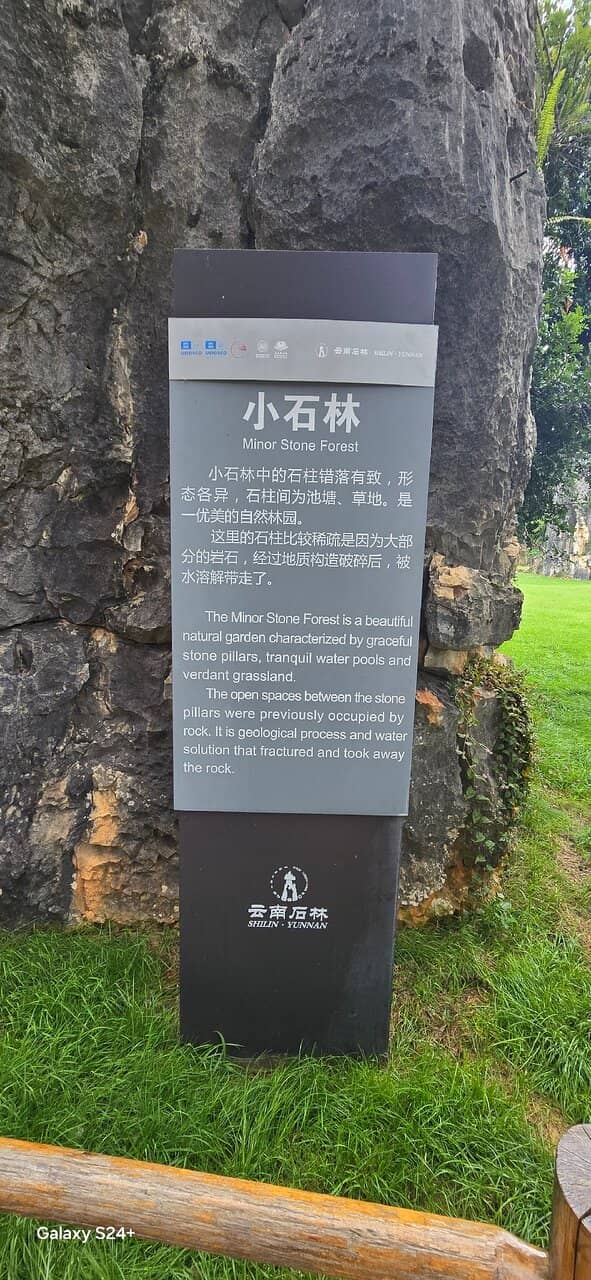 云南石林 SHILIN · YUNNAN
小石林
Minor Stone Forest
小石林中的石柱错落有致，形
态各异，石柱间为池塘、草地。是
一优美的自然林园。
这里的石柱比较稀疏是因为大部
分的岩石，经过地质构造破碎后，被
水溶解带走了。
The Minor Stone Forest is a beautiful
natural garden characterized by graceful
stone pillars, tranquil water pools and
verdant grassland.
The open spaces between the stone
pillars were previously occupied by
rock. It is geological process and water
solution that fractured and took away
the rock.
云南石林
SHILIN · YUNNAN
Galaxy S24+